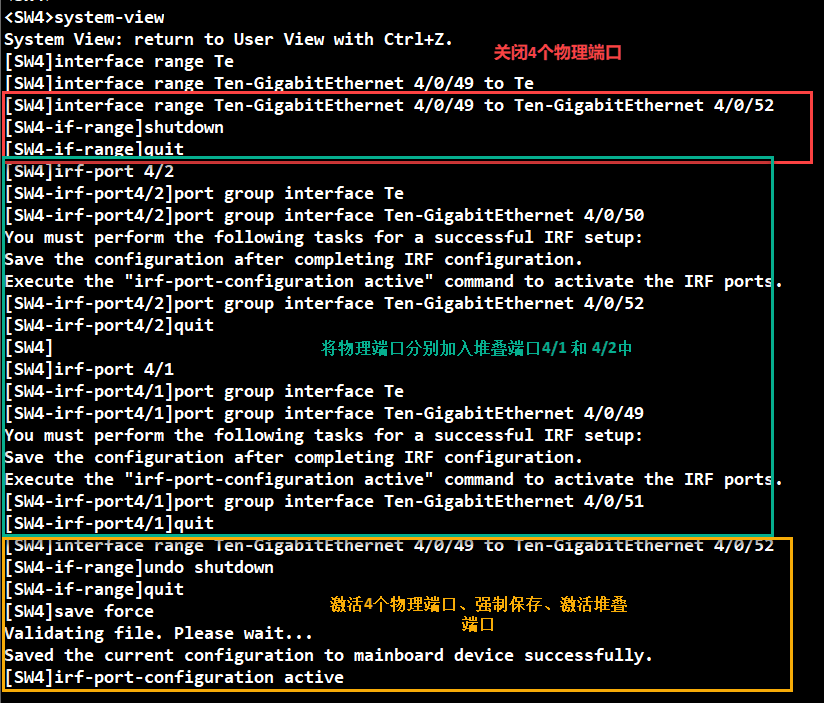 <SW4>system-view
System View: return to User View with Ctrl+Z.
关闭4个物理端口
[SW4]interface range Te
[SW4]interface range Ten-GigabitEthernet 4/0/49 to Te
[SW4]interface range Ten-GigabitEthernet 4/0/49 to Ten-GigabitEthernet 4/0/52
[SW4-if-range]shutdown
[SW4-if-range]quit
[SW4]irf-port 4/2
[SW4-irf-port4/2]port group interface Te
[SW4-irf-port4/2]port group interface Ten-GigabitEthernet 4/0/50
You must perform the following tasks for a successful IRF setup:
Save the configuration after completing IRF configuration.
Execute the "irf-port-configuration active" command to activate the IRF ports.
[SW4-irf-port4/2]port group interface Ten-GigabitEthernet 4/0/52
[SW4-irf-port4/2]quit
[SW4]
将物理端口分别加入堆叠端口4/1 和 4/2中
[SW4]irf-port 4/1
[SW4-irf-port4/1]port group interface Te
[SW4-irf-port4/1]port group interface Ten-GigabitEthernet 4/0/49
You must perform the following tasks for a successful IRF setup:
Save the configuration after completing IRF configuration.
Execute the "irf-port-configuration active" command to activate the IRF ports.
[SW4-irf-port4/1]port group interface Ten-GigabitEthernet 4/0/51
[SW4-irf-port4/1]quit
[SW4]interface range Ten-GigabitEthernet 4/0/49 to Ten-GigabitEthernet 4/0/52
[SW4-if-range]undo shutdown
[SW4-if-range]quit
[SW4]save force
激活4个物理端口、强制保存、激活堆叠
端口
Validating file. Please wait...
Saved the current configuration to mainboard device successfully.
[SW4]irf-port-configuration active